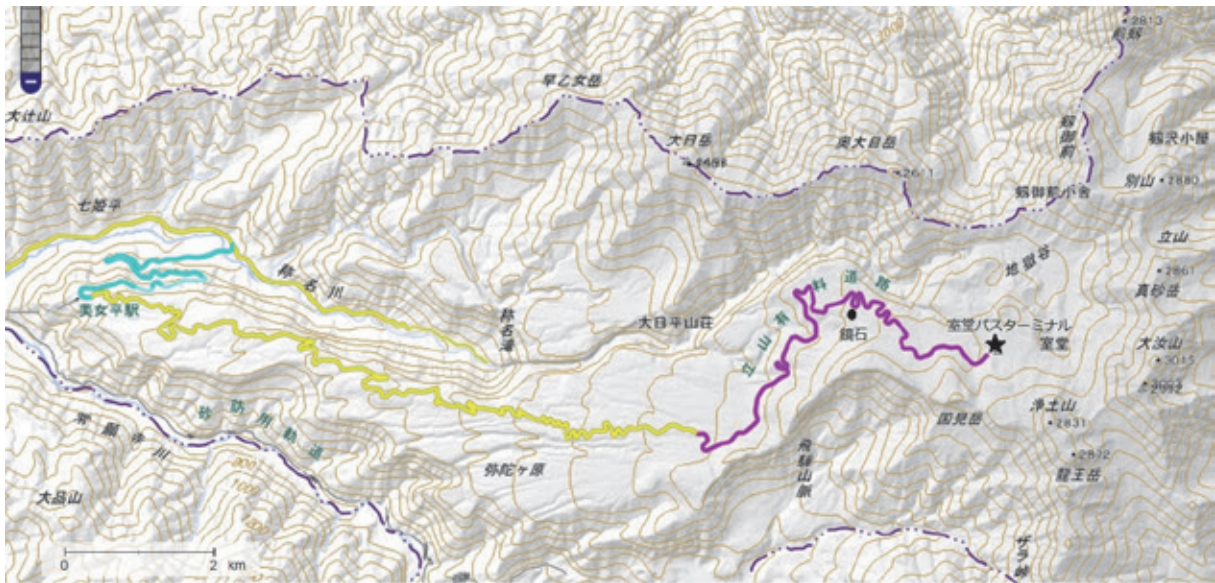 2813
早乙女岳
大辻山
大日岳
奥大日岳
2611
剱御前
剱沢小屋
別山・2880
剱御前小舎
七姫平
立山
地獄谷
2861
真砂岳
称名川
美女平駅
称名滝
大日平山荘
立山有料道路
鏡石
室堂バスターミナル
室堂
大汝山
3015
浄土山
2831
国見岳
2872
龍王岳
砂防用軌道
常願寺川
弥陀ヶ原
飛騨山脈
大品山
ザラ峠
0 2 km